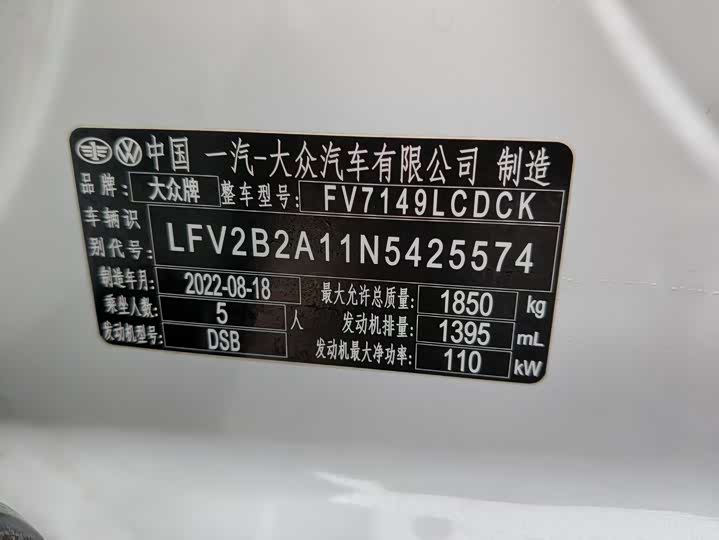 中国 一汽-大众汽车有限公司 制造
品牌: 大众牌 整车型号: FV7149LCDCK
车辆识别代号: LFV2B2A11N5425574
制造年月: 2022-08-18 最大允许总质量: 1850 kg
乘坐人数: 5 人 发动机排量: 1395 mL
发动机型号: DSB 发动机最大净功率: 110 kW